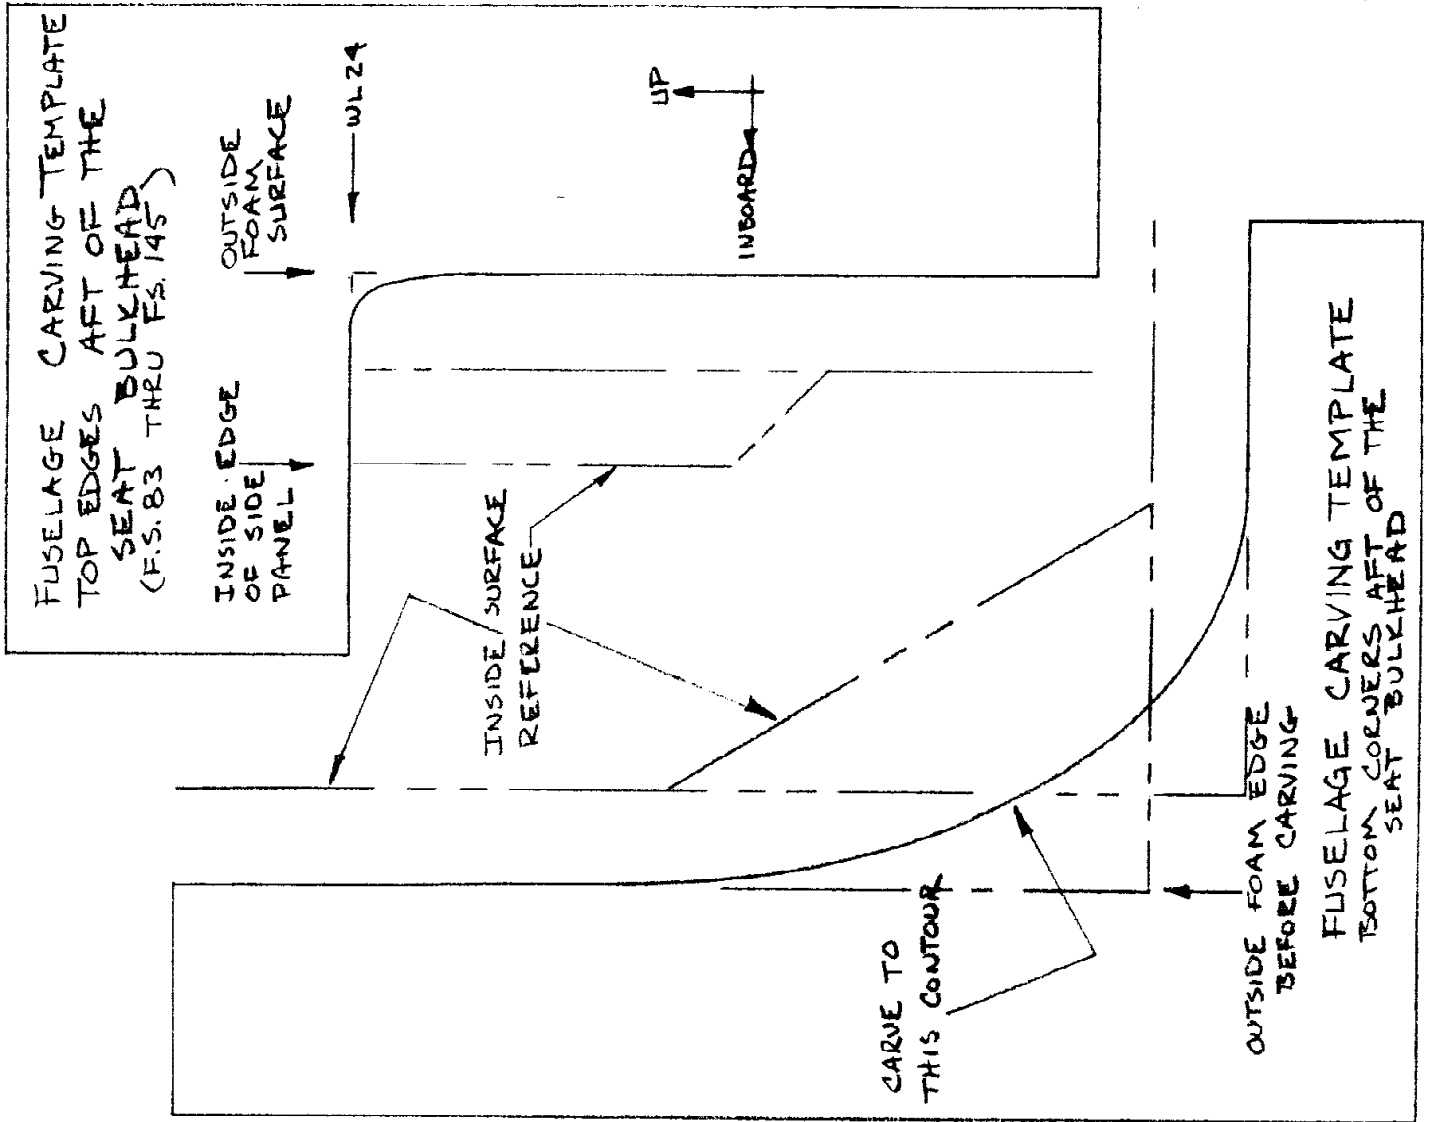 FUSELAGE CARVING TEMPLATE
TOP EDGES AFT OF THE
SEAT BULKHEAD
(F.S. 83 THRU F.S. 145)
INSIDE EDGE
OF SIDE
PANEL
OUTSIDE
FOAM
SURFACE
WL 24
UP
INBOARD
INSIDE SURFACE
REFERENCE
CARVE TO
THIS CONTOUR
OUTSIDE FOAM EDGE
BEFORE CARVING
FUSELAGE CARVING TEMPLATE
BOTTOM CORNERS AFT OF THE
SEAT BULKHEAD